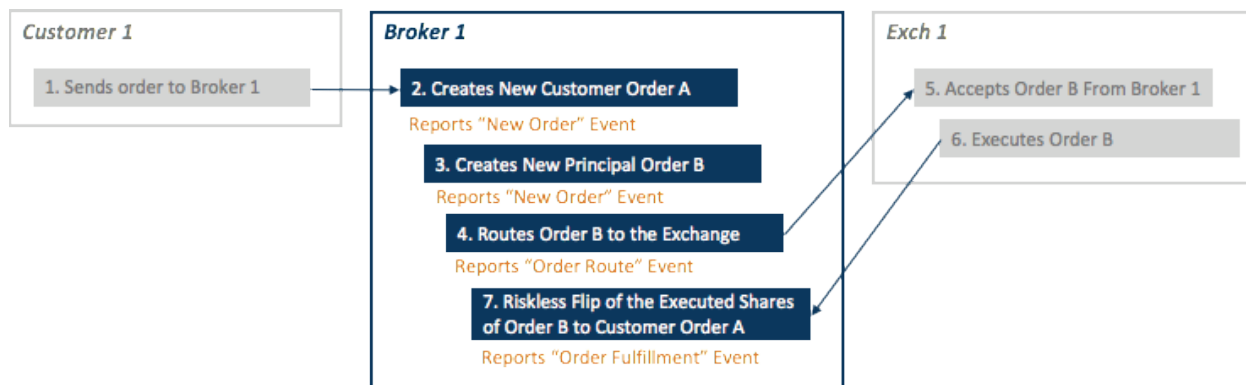 Customer 1
1. Sends order to Broker 1
Broker 1
2. Creates New Customer Order A
Reports “New Order” Event
3. Creates New Principal Order B
Reports “New Order” Event
4. Routes Order B to the Exchange
Reports “Order Route” Event
7. Riskless Flip of the Executed Shares
of Order B to Customer Order A
Reports “Order Fulfillment” Event
Exch 1
5. Accepts Order B From Broker 1
6. Executes Order B